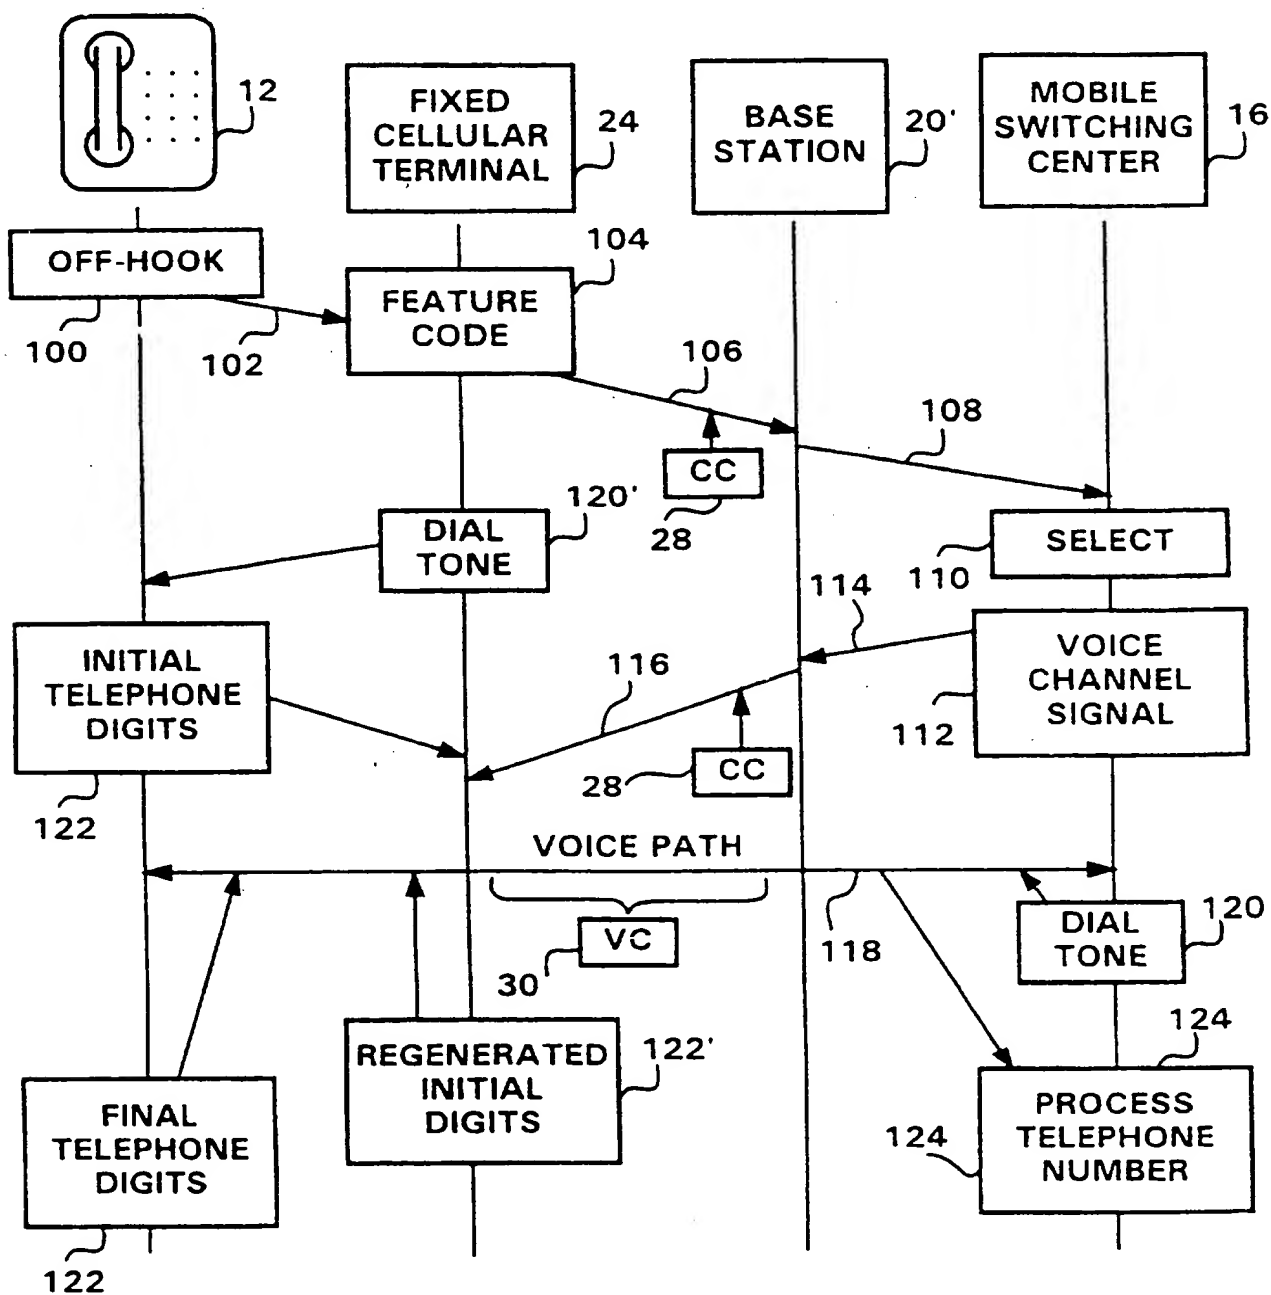 12
FIXED
CELLULAR
TERMINAL
24
BASE
STATION
20'
MOBILE
SWITCHING
CENTER
16
OFF-HOOK
100
102
104
FEATURE
CODE
106
CC
28
108
120'
DIAL
TONE
SELECT
110
114
INITIAL
TELEPHONE
DIGITS
122
116
CC
28
VOICE
CHANNEL
SIGNAL
112
VOICE PATH
VC
30
118
DIAL
TONE
120
REGENERATED
INITIAL
DIGITS
122'
124
FINAL
TELEPHONE
DIGITS
122
PROCESS
TELEPHONE
NUMBER
124